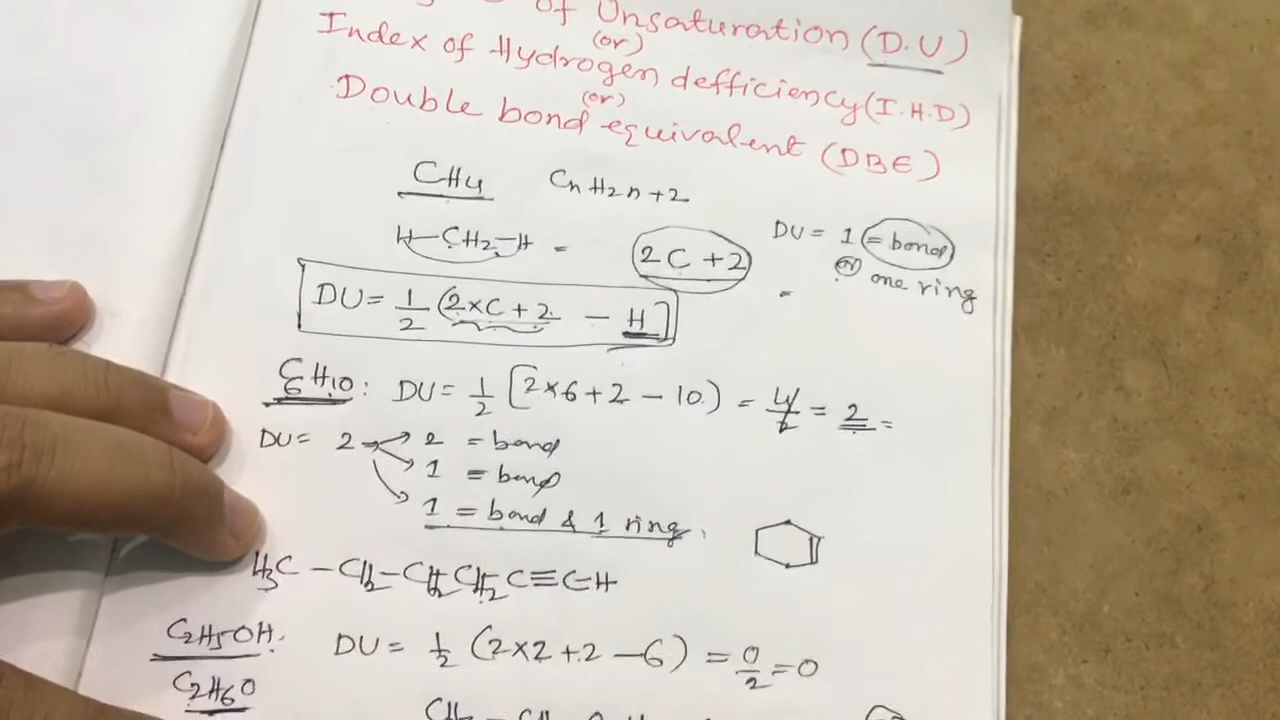 of Unsaturation (D.U)
(or)
Index of Hydrogen defficiency (I.H.D)
(or)
Double bond equivalent (DBE)
CH4 CnH2n+2
H-CH2-H = 2C+2
DU = 1 = bond
(or) one ring
DU = 1/2 (2×C+2 - H]
C6H10: DU = 1/2 [2×6+2-10) = 4/2 = 2 =
DU = 2 → 2 = bond
1 ≡ bond
1 = bond & 1 ring.
H3C-CH2-CH2CH2C≡C-H
C2H5OH. DU = 1/2 (2×2+2-6) = 0/2 = 0
C2H6O